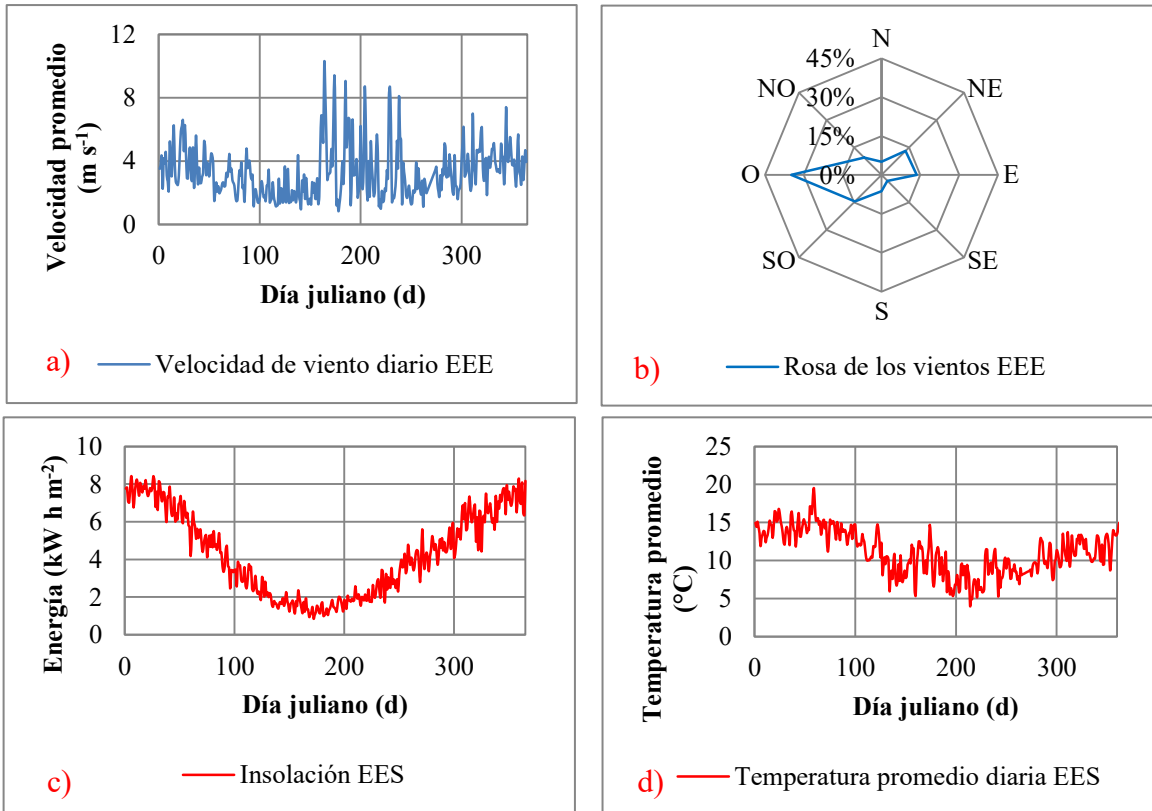 Velocidad promedio
(m s⁻¹)
12
8
4
0
0 100 200 300
Día juliano (d)
a) Velocidad de viento diario EEE
N
NE
E
SE
S
SO
O
NO
45%
30%
15%
0%
b) Rosa de los vientos EEE
Energía (kW h m⁻²)
10
8
6
4
2
0
0 100 200 300
Día juliano (d)
c) Insolación EES
Temperatura promedio
(°C)
25
20
15
10
5
0
0 100 200 300
Día juliano (d)
d) Temperatura promedio diaria EES